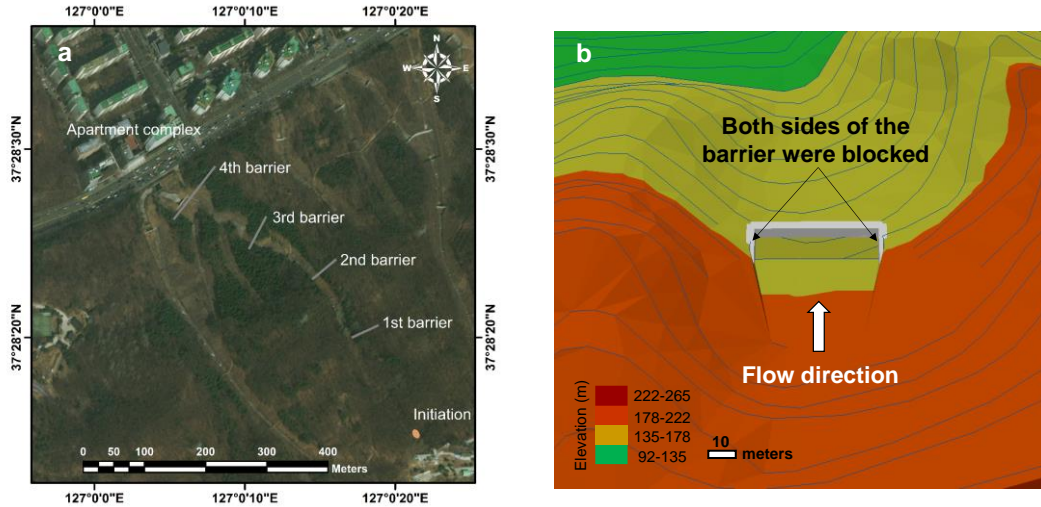 127°0'0"E
127°0'10"E
127°0'20"E
a
N
W
E
S
Apartment complex
4th barrier
3rd barrier
2nd barrier
1st barrier
Initiation
37°28'30"N
37°28'20"N
37°28'30"N
37°28'20"N
0 50 100 200 300 400
Meters
127°0'0"E
127°0'10"E
127°0'20"E
b
Both sides of the
barrier were blocked
Flow direction
Elevation (m)
222-265
178-222
135-178
92-135
10
meters